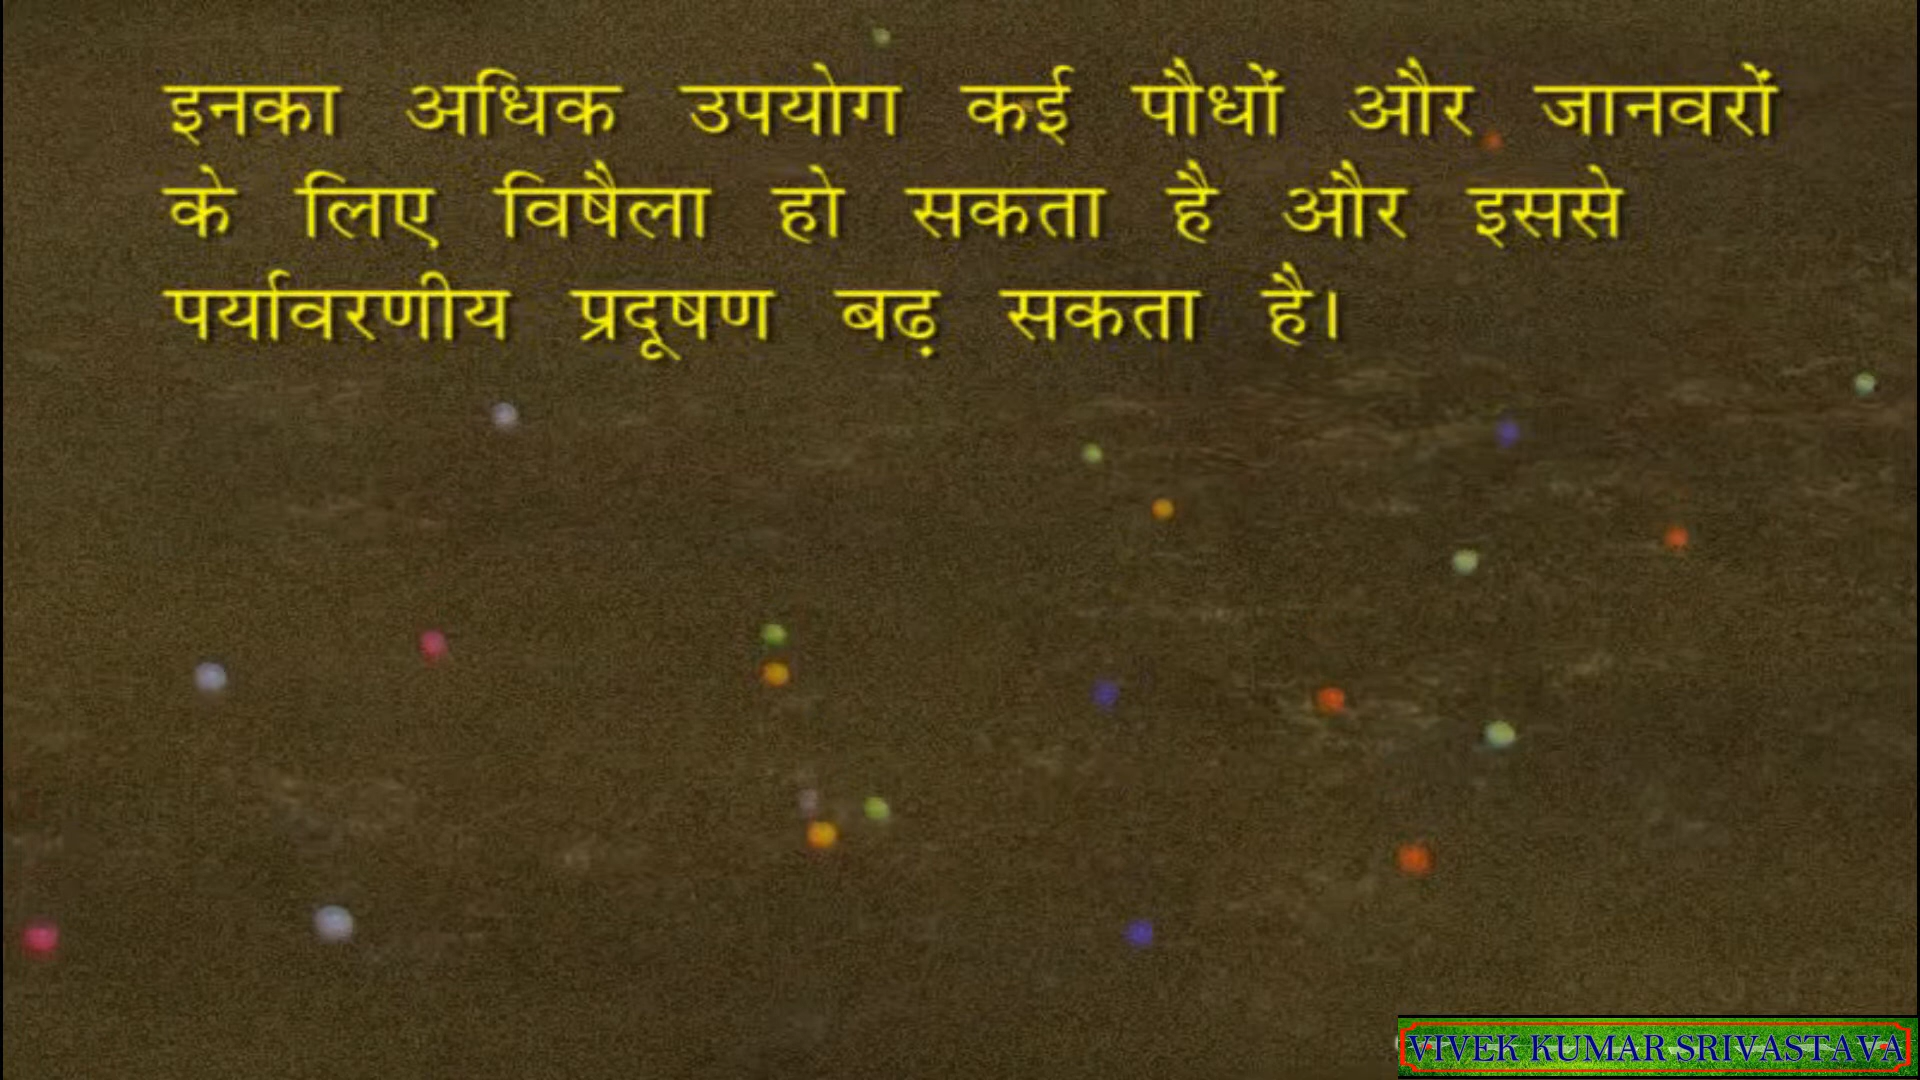 इनका अधिक उपयोग कई पौधों और जानवरों
के लिए विषैला हो सकता है और इससे
पर्यावरणीय प्रदूषण बढ़ सकता है।
VIVEK KUMAR SRIVASTAVA